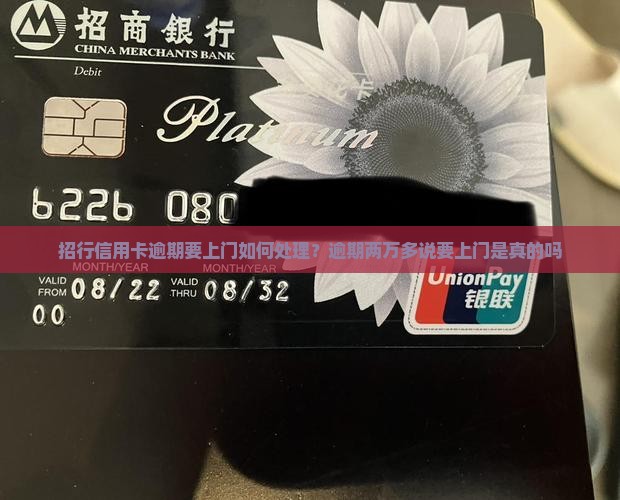 招商銀行
CHINA MERCHANTS BANK
Debit
Platinum
6226 080
招行信用卡逾期要上门如何处理？逾期两万多说要上门是真的吗
MONTH/YEAR MONTH/YEAR
VALID FROM 08/22 VALID THRU 08/32
00
UnionPay
银联